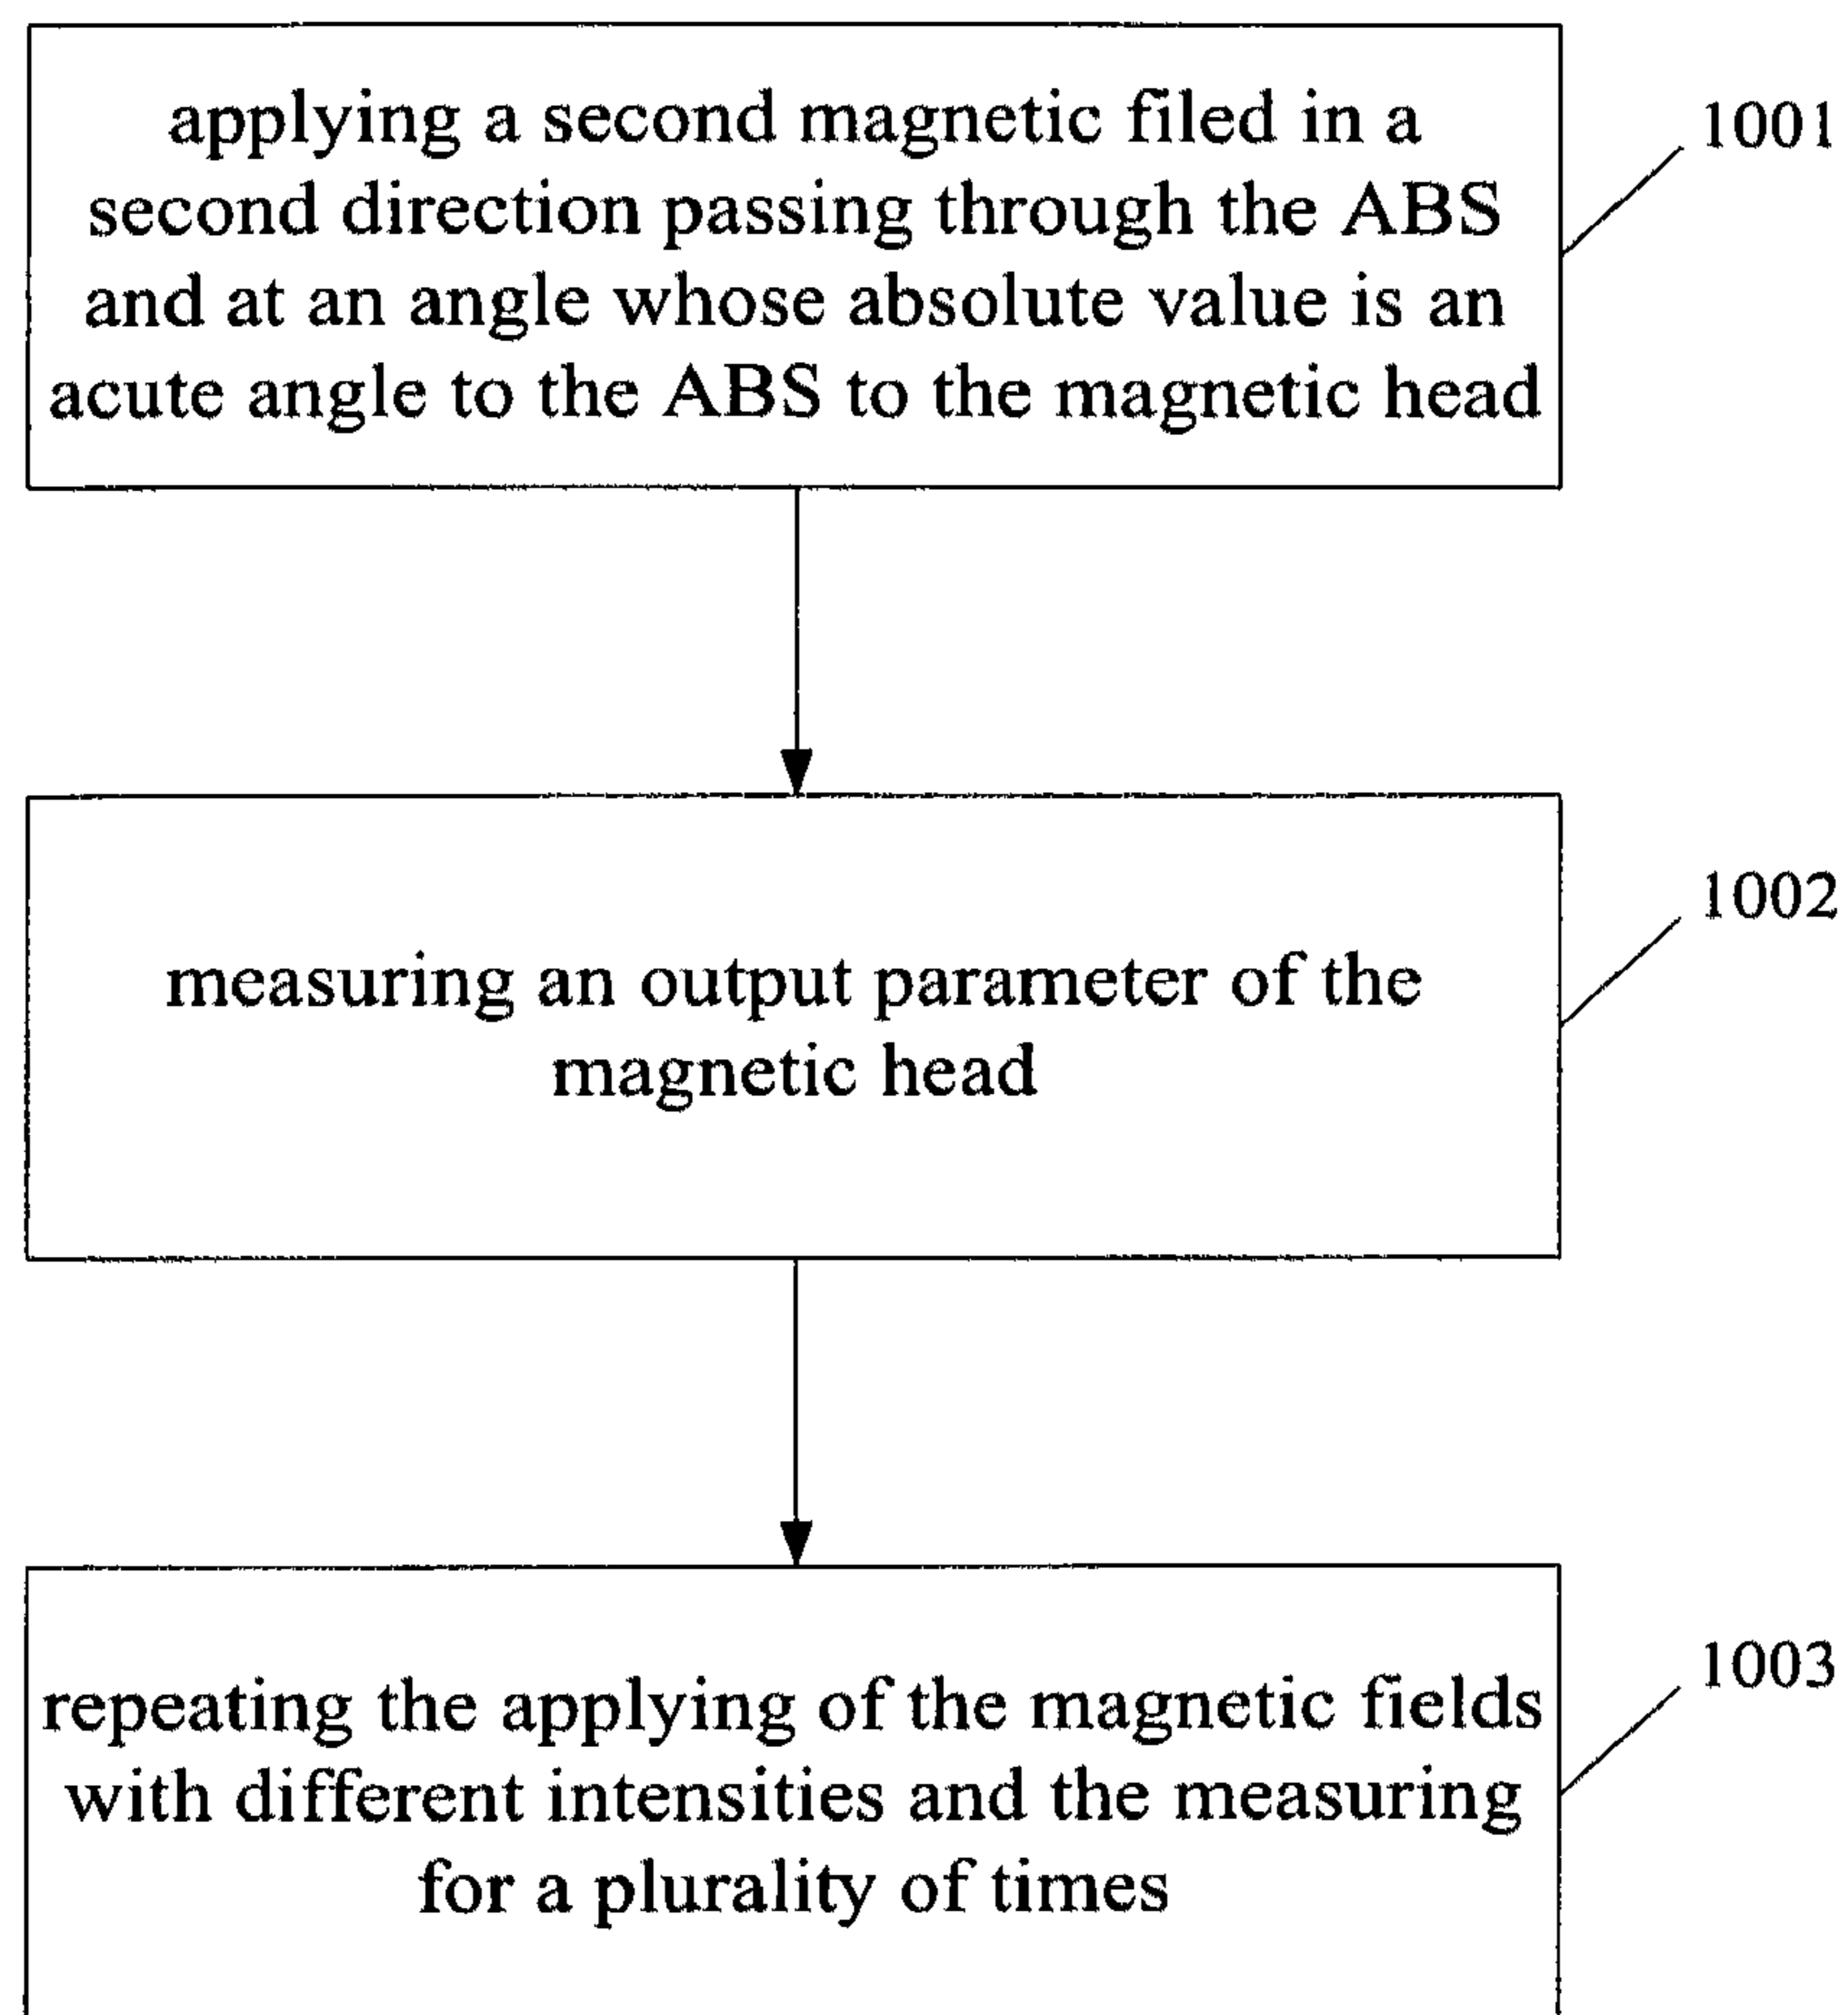 applying a second magnetic filed in a
second direction passing through the ABS
and at an angle whose absolute value is an
acute angle to the ABS to the magnetic head
1001
measuring an output parameter of the
magnetic head
1002
repeating the applying of the magnetic fields
with different intensities and the measuring
for a plurality of times
1003